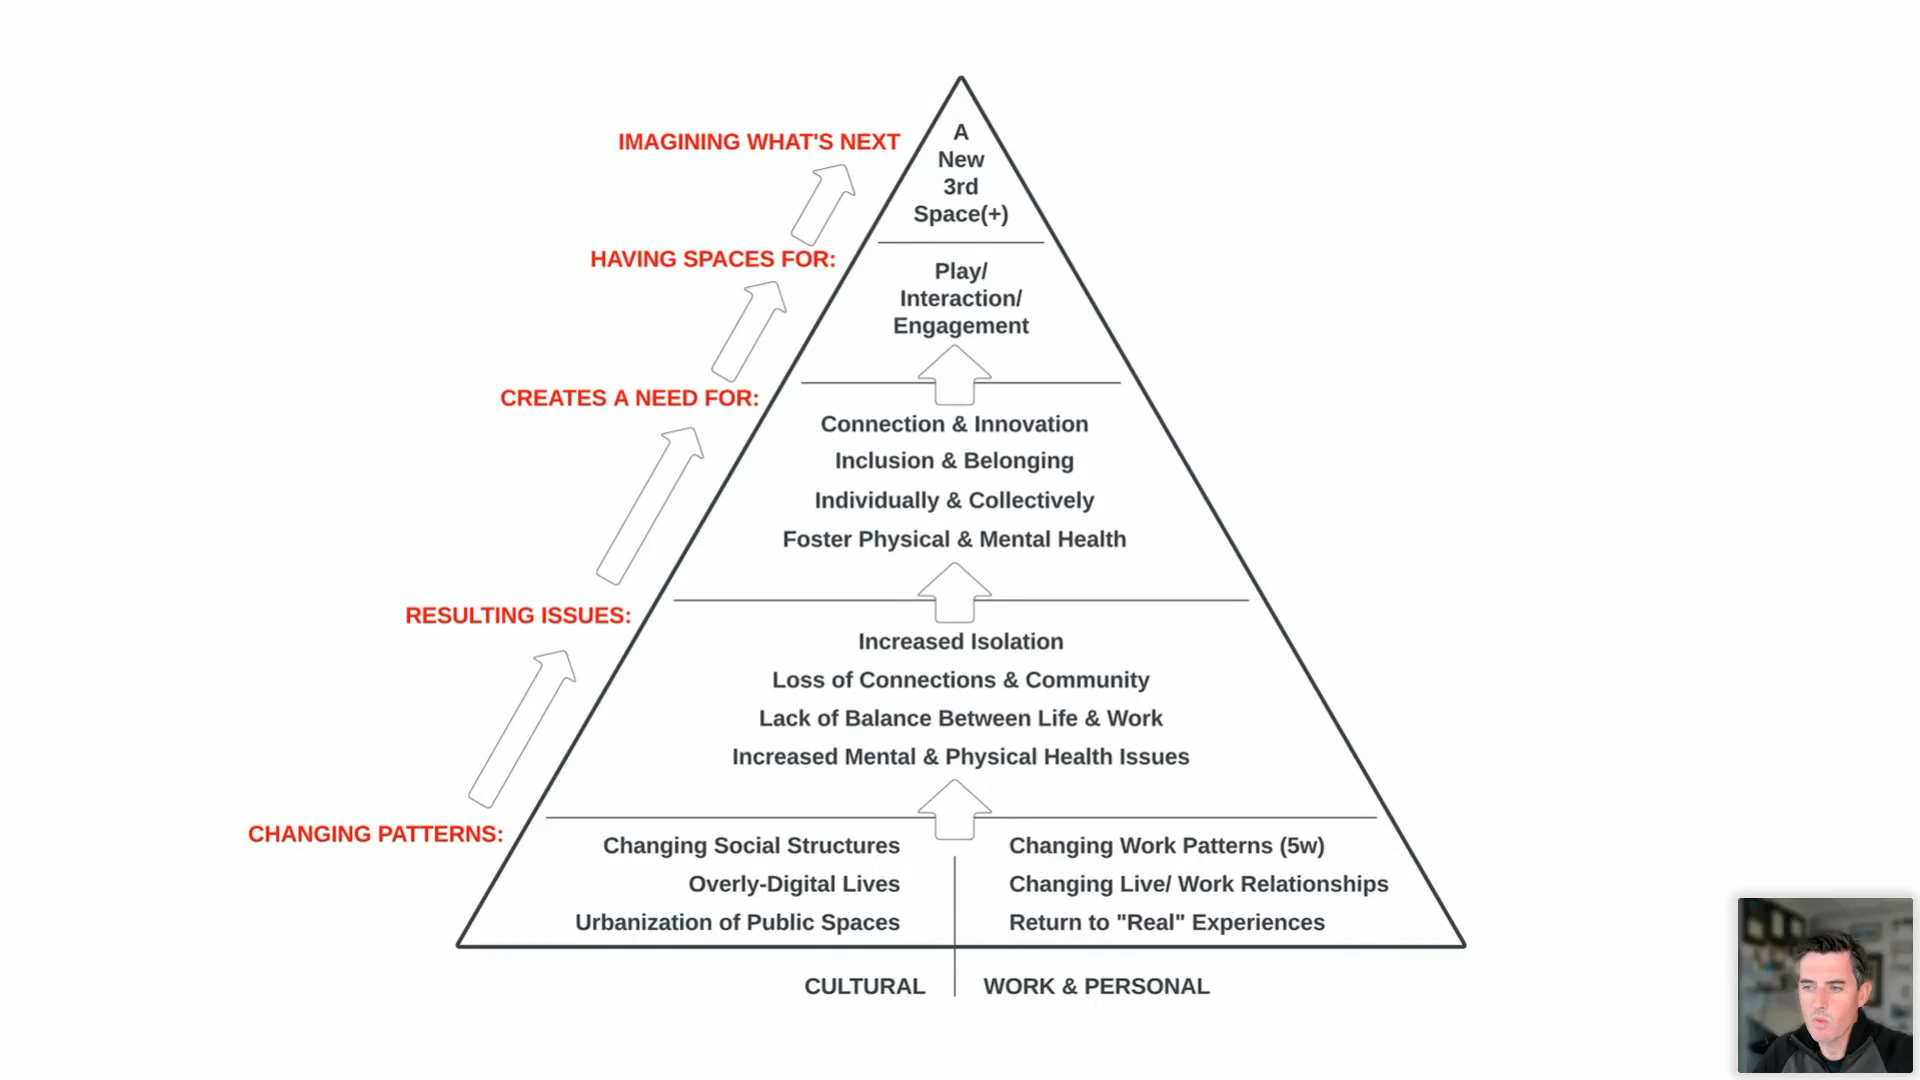 IMAGINING WHAT'S NEXT
A
New
3rd
Space(+)
HAVING SPACES FOR:
Play/
Interaction/
Engagement
CREATES A NEED FOR:
Connection & Innovation
Inclusion & Belonging
Individually & Collectively
Foster Physical & Mental Health
RESULTING ISSUES:
Increased Isolation
Loss of Connections & Community
Lack of Balance Between Life & Work
Increased Mental & Physical Health Issues
CHANGING PATTERNS:
Changing Social Structures
Overly-Digital Lives
Urbanization of Public Spaces
Changing Work Patterns (5w)
Changing Live/ Work Relationships
Return to "Real" Experiences
CULTURAL
WORK & PERSONAL